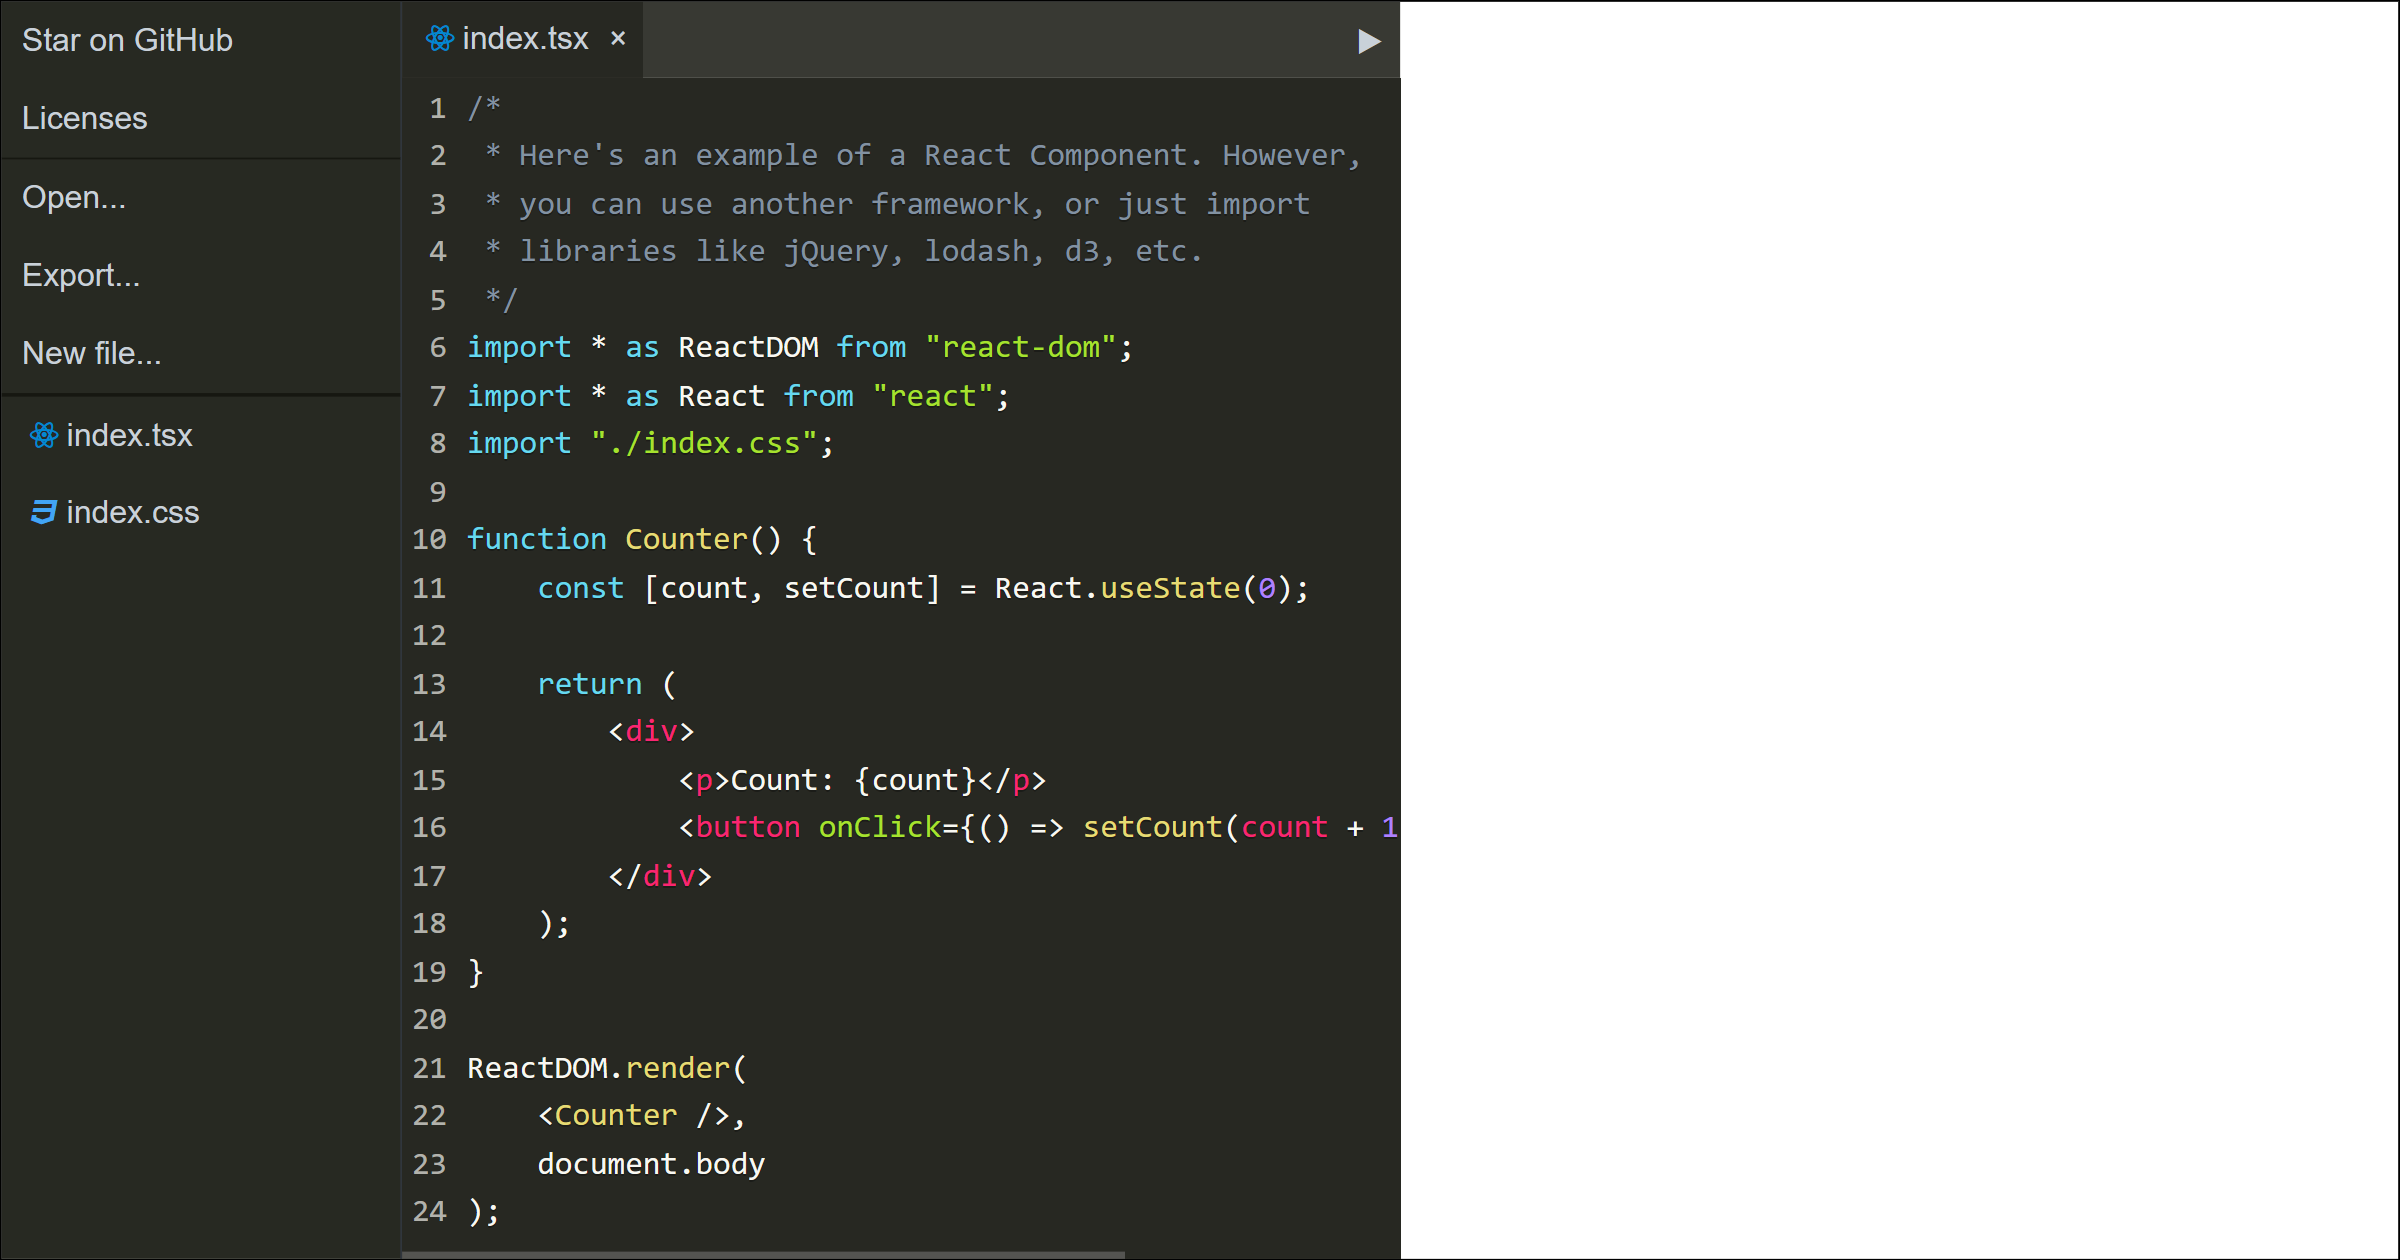 Star on GitHub
Licenses
Open...
Export...
New file...
index.tsx
index.css
index.tsx ×
1 /*
2  * Here's an example of a React Component. However,
3  * you can use another framework, or just import
4  * libraries like jQuery, lodash, d3, etc.
5  */
6 import * as ReactDOM from "react-dom";
7 import * as React from "react";
8 import "./index.css";
9
10 function Counter() {
11     const [count, setCount] = React.useState(0);
12
13     return (
14         <div>
15             <p>Count: {count}</p>
16             <button onClick={() => setCount(count + 1
17         </div>
18     );
19 }
20
21 ReactDOM.render(
22     <Counter />,
23     document.body
24 );